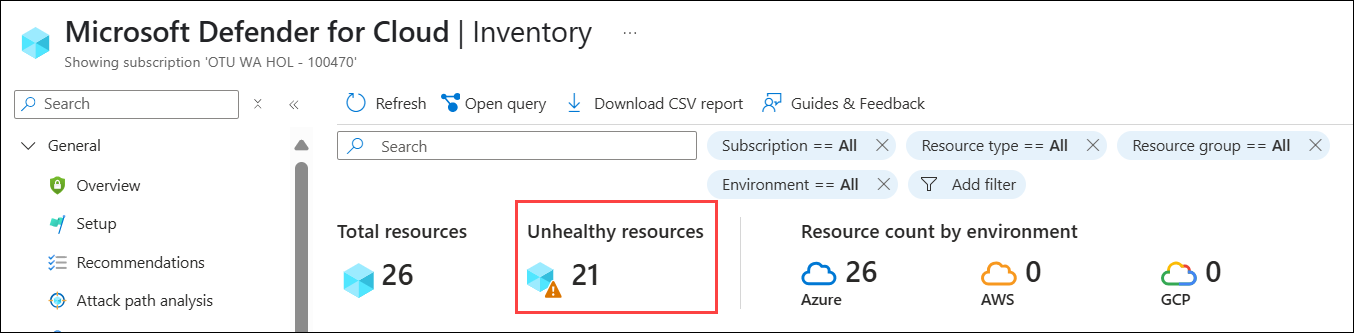 Microsoft Defender for Cloud | Inventory ...
Showing subscription 'OTU WA HOL - 100470'
Search
Refresh Open query Download CSV report Guides & Feedback
General
Overview
Setup
Recommendations
Attack path analysis
Search
Subscription == All Resource type == All Resource group == All
Environment == All Add filter
Total resources
26
Unhealthy resources
21
Resource count by environment
26 Azure
0 AWS
0 GCP